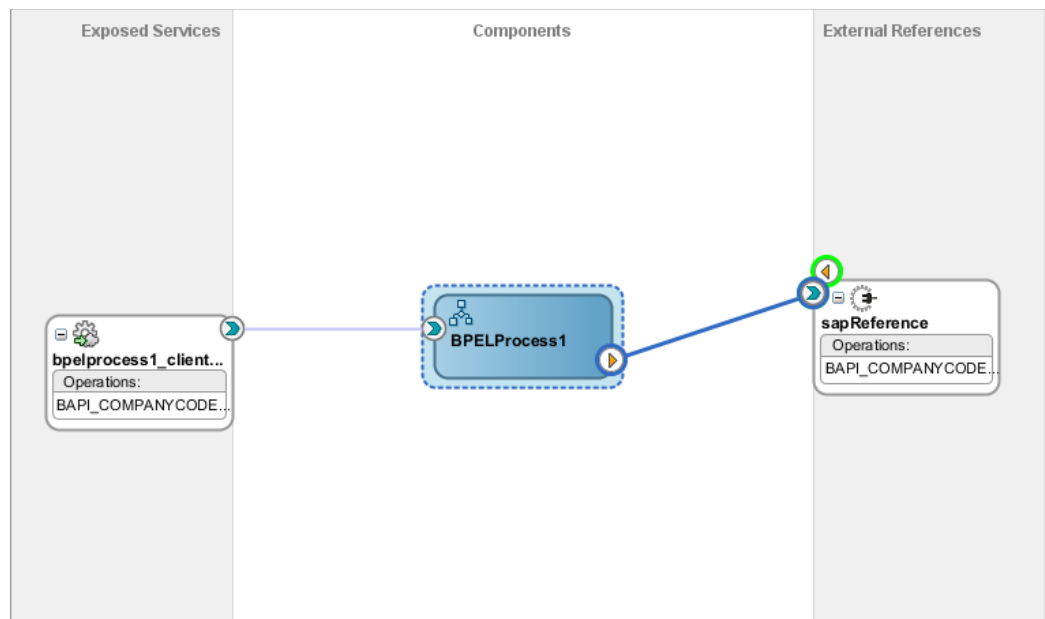 Exposed Services
Components
External References
bpelprocess1_client...
Operations:
BAPI_COMPANYCODE...
BPELProcess1
sapReference
Operations:
BAPI_COMPANYCODE...